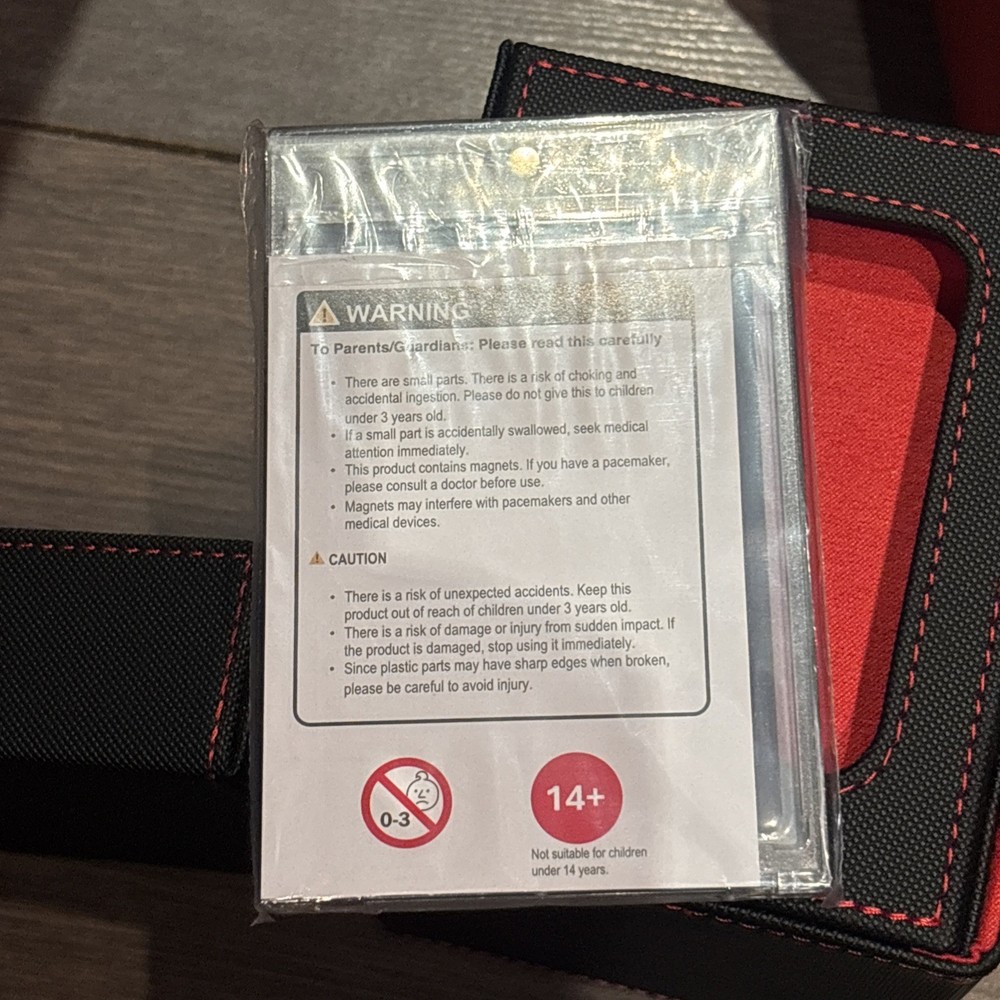 WARNING
To Parents/Guardians: Please read this carefully
• There are small parts. There is a risk of choking and
accidental ingestion. Please do not give this to children
under 3 years old.
• If a small part is accidentally swallowed, seek medical
attention immediately.
• This product contains magnets. If you have a pacemaker,
please consult a doctor before use.
• Magnets may interfere with pacemakers and other
medical devices.
CAUTION
• There is a risk of unexpected accidents. Keep this
product out of reach of children under 3 years old.
• There is a risk of damage or injury from sudden impact. If
the product is damaged, stop using it immediately.
• Since plastic parts may have sharp edges when broken,
please be careful to avoid injury.
0-3
14+
Not suitable for children
under 14 years.